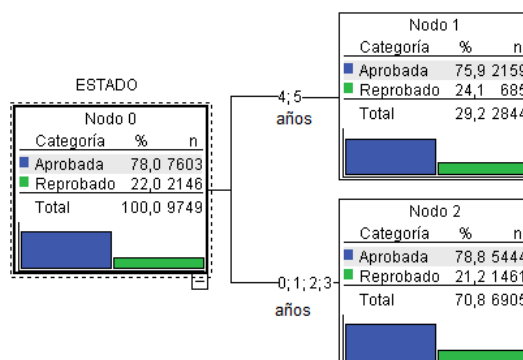 ESTADO
Nodo 0
Categoría % n
Aprobada 78,0 7603
Reprobado 22,0 2146
Total 100,0 9749
4; 5
años
0; 1; 2; 3
años
Nodo 1
Categoría % n
Aprobada 75,9 2159
Reprobado 24,1 685
Total 29,2 2844
Nodo 2
Categoría % n
Aprobada 78,8 5444
Reprobado 21,2 1461
Total 70,8 6905